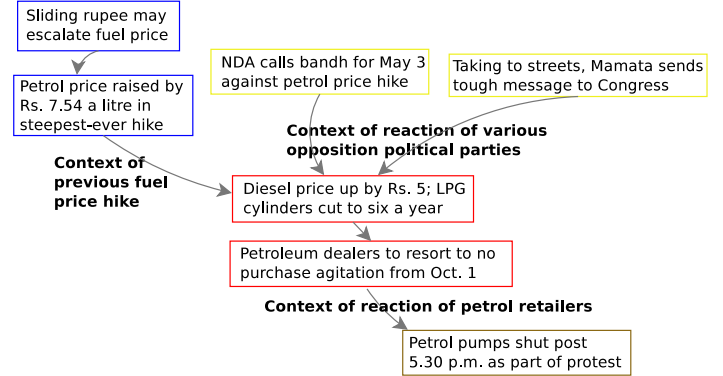 Sliding rupee may
escalate fuel price
NDA calls bandh for May 3
against petrol price hike
Taking to streets, Mamata sends
tough message to Congress
Petrol price raised by
Rs. 7.54 a litre in
steepest-ever hike
Context of reaction of various
opposition political parties
Context of
previous fuel
price hike
Diesel price up by Rs. 5; LPG
cylinders cut to six a year
Petroleum dealers to resort to no
purchase agitation from Oct. 1
Context of reaction of petrol retailers
Petrol pumps shut post
5.30 p.m. as part of protest